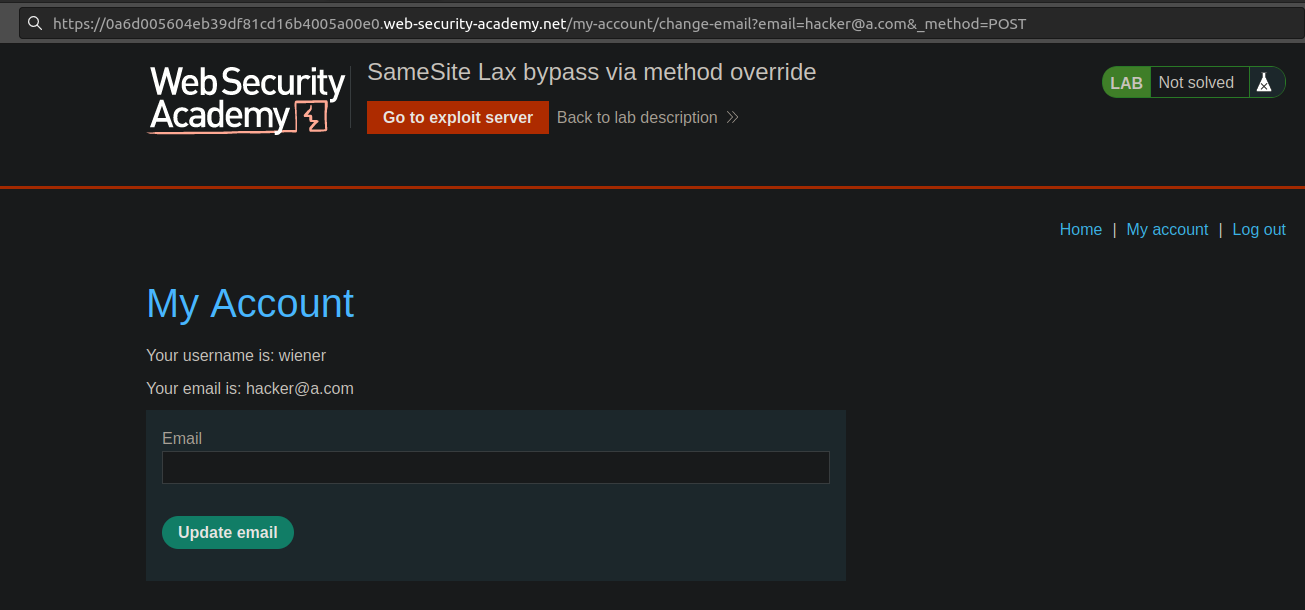 https://0a6d005604eb39df81cd16b4005a00e0.web-security-academy.net/my-account/change-email?email=hacker@a.com&_method=POST
Web Security
Academy
SameSite Lax bypass via method override
Go to exploit server
Back to lab description
LAB
Not solved
Home | My account | Log out
My Account
Your username is: wiener
Your email is: hacker@a.com
Email
Update email